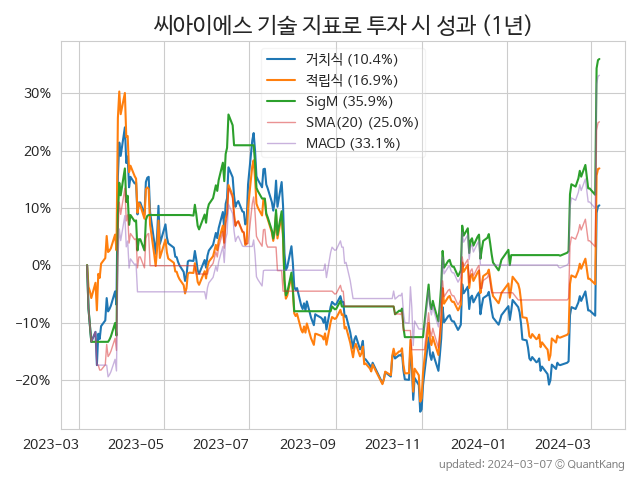 씨아이에스 기술 지표로 투자 시 성과 (1년)
거치식 (10.4%)
적립식 (16.9%)
SigM (35.9%)
SMA(20) (25.0%)
MACD (33.1%)
30%
20%
10%
0%
−10%
−20%
2023-03
2023-05
2023-07
2023-09
2023-11
2024-01
2024-03
updated: 2024-03-07 © QuantKang